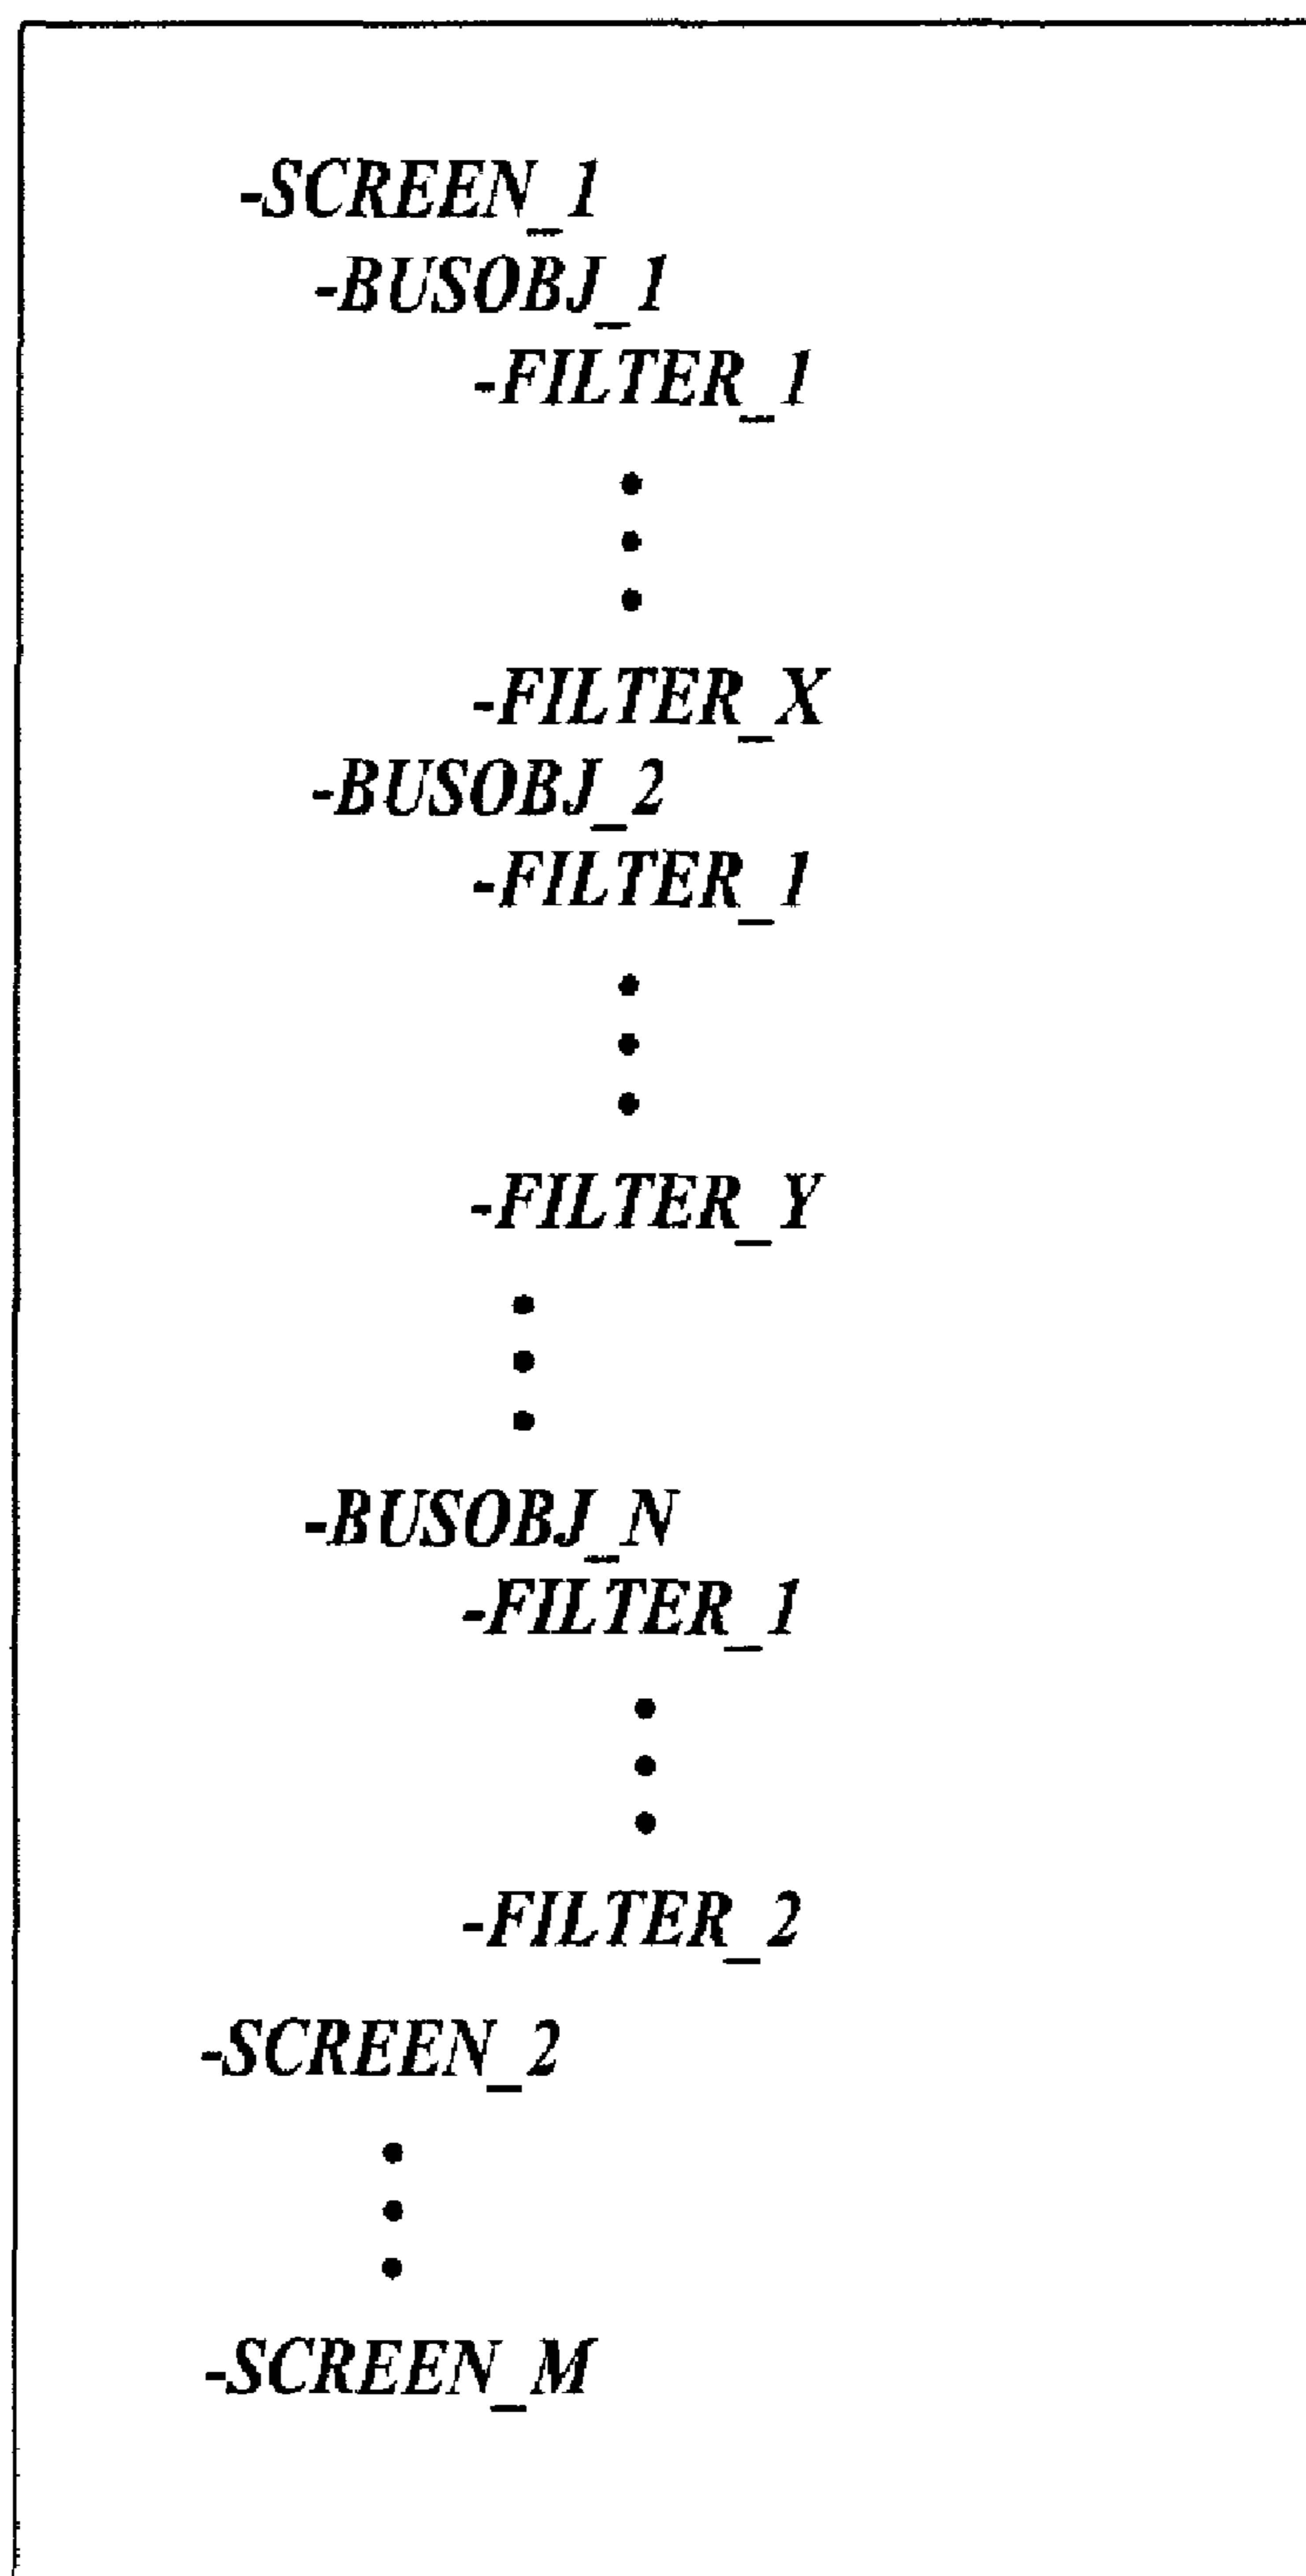 -SCREEN_1
-BUSOBJ_1
-FILTER_1
•
•
•
-FILTER_X
-BUSOBJ_2
-FILTER_1
•
•
•
-FILTER_Y
•
•
•
-BUSOBJ_N
-FILTER_1
•
•
•
-FILTER_2
-SCREEN_2
•
•
•
-SCREEN_M